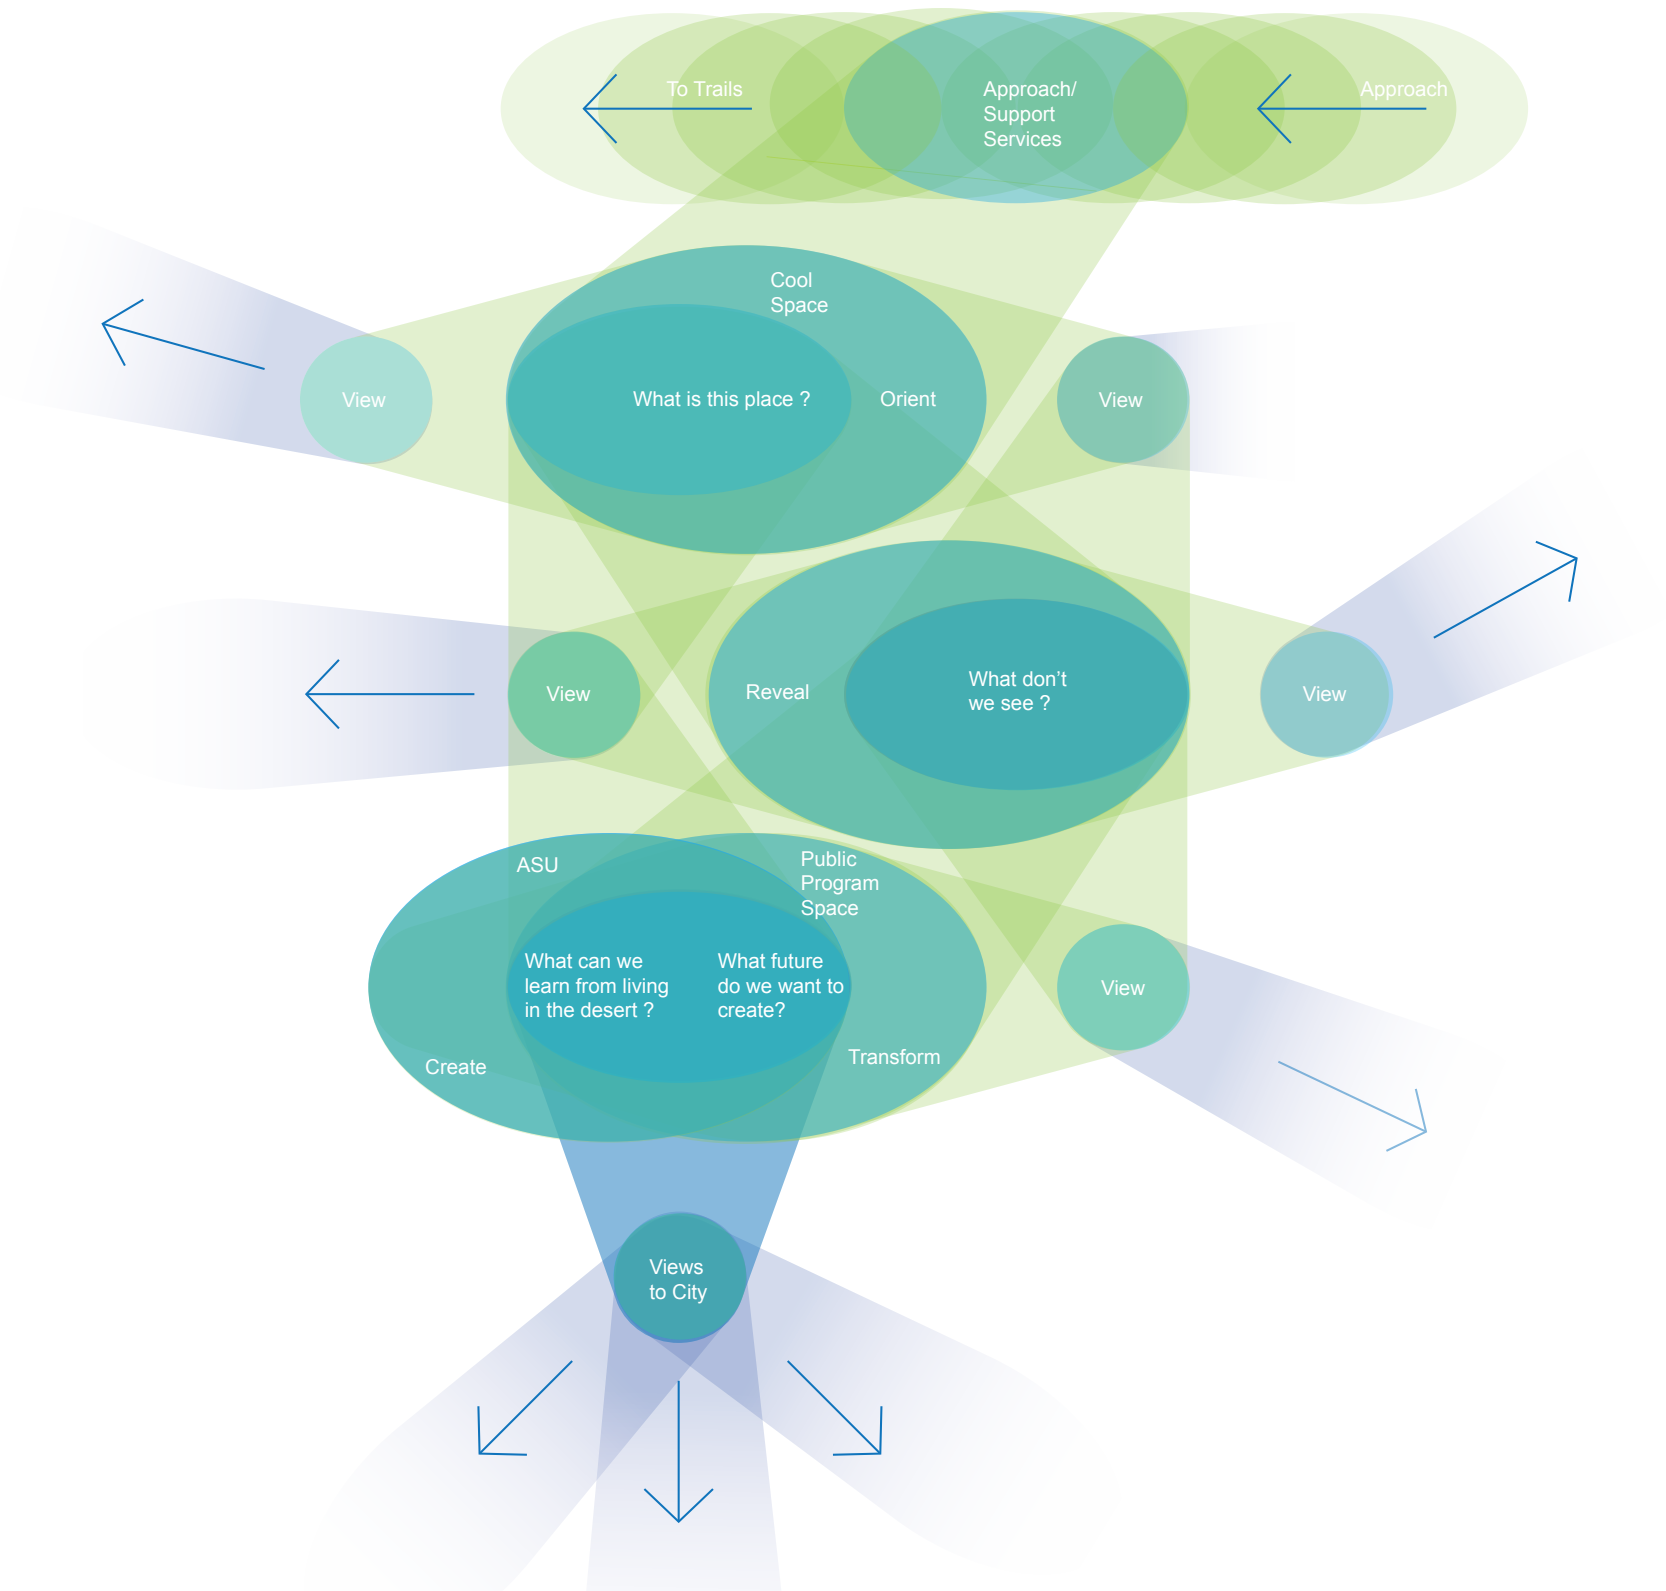 To Trails
Approach/
Support
Services
Approach
Cool
Space
View
What is this place ?
Orient
View
View
Reveal
What don't
we see ?
View
ASU
Public
Program
Space
What can we
learn from living
in the desert ?
What future
do we want to
create?
View
Create
Transform
Views
to City